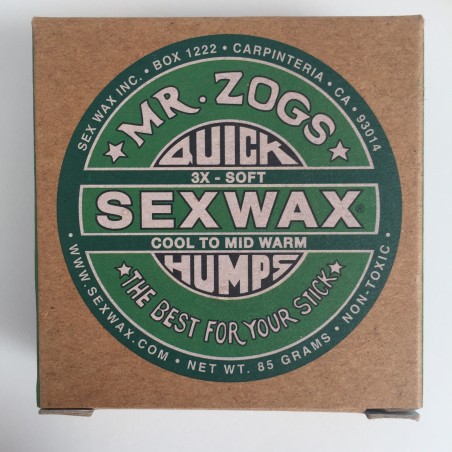 SEX WAX INC. • BOX 1222 • CARPINTERIA • CA • 93014
MR. ZOGS
QUICK
3X - SOFT
SEXWAX®
COOL TO MID WARM
HUMPS
★THE BEST FOR YOUR STICK★
• WWW.SEXWAX.COM • NET WT. 85 GRAMS • NON-TOXIC •